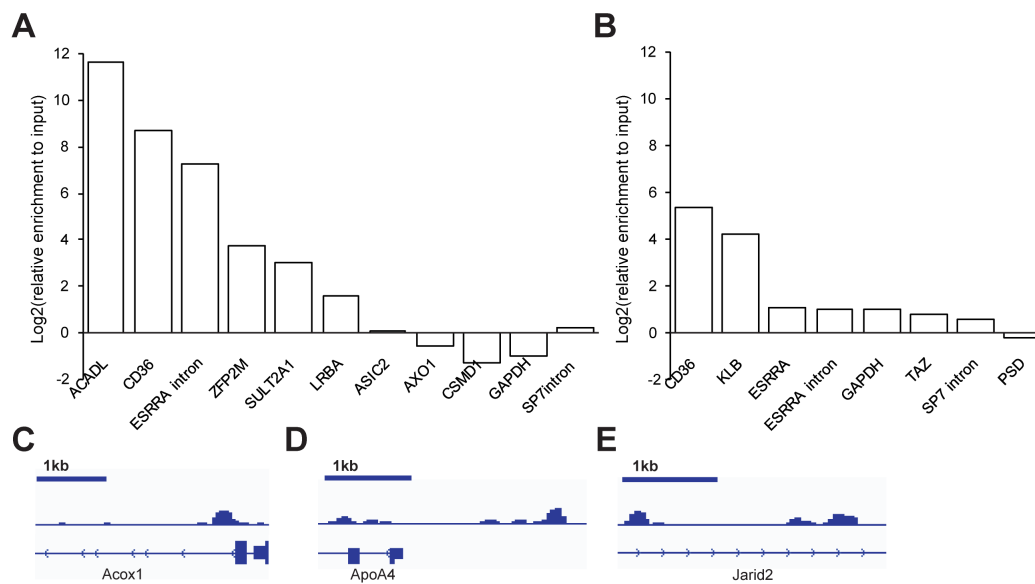 A
Log2(relative enrichment to input)
12
10
8
6
4
2
0
-2
ACADL
CD36
ESRRA intron
ZFP2M
SULT2A1
LRBA
ASIC2
AXO1
CSMD1
GAPDH
SP7intron
B
Log2(relative enrichment to input)
12
10
8
6
4
2
0
-2
CD36
KLB
ESRRA
ESRRA intron
GAPDH
TAZ
SP7 intron
PSD
C
1kb
Acox1
D
1kb
ApoA4
E
1kb
Jarid2